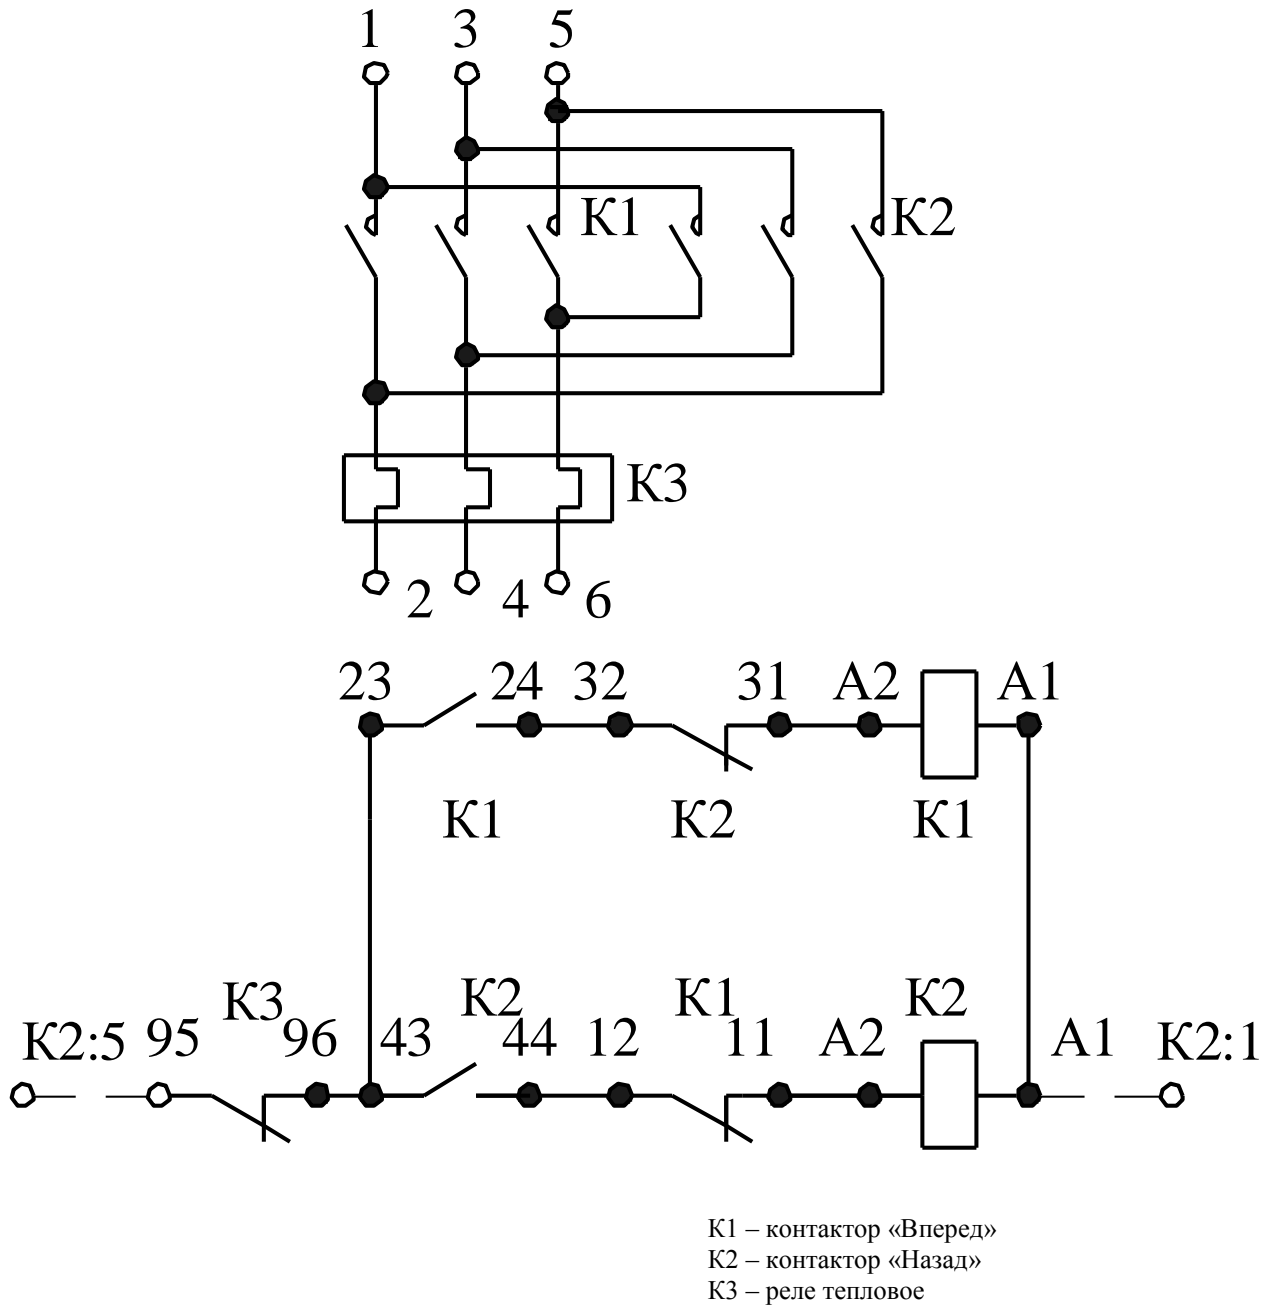 1 3 5
К1 К2
К3
2 4 6
23 24 32 31 А2 А1
К1 К2 К1
К3 К2 К1 К2
К2:5 95 96 43 44 12 11 А2 А1 К2:1
К1 – контактор «Вперед»
К2 – контактор «Назад»
К3 – реле тепловое